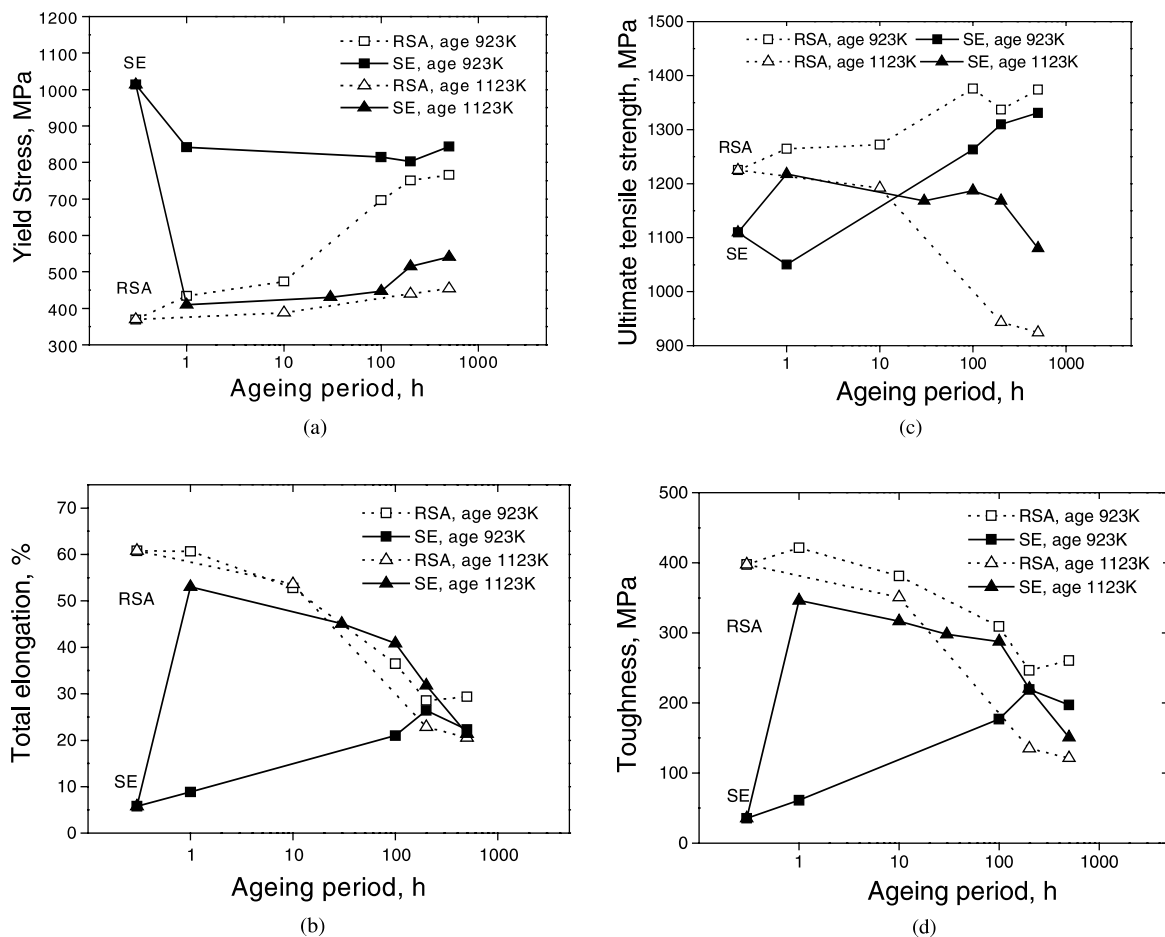 1200
1100
1000
900
800
700
600
500
400
300
Yield Stress, MPa
SE
RSA
RSA, age 923K
SE, age 923K
RSA, age 1123K
SE, age 1123K
1
10
100
1000
Ageing period, h
(a)
1500
1400
1300
1200
1100
1000
900
Ultimate tensile strength, MPa
RSA, age 923K
SE, age 923K
RSA, age 1123K
SE, age 1123K
RSA
SE
1
10
100
1000
Ageing period, h
(c)
70
60
50
40
30
20
10
0
Total elongation, %
RSA, age 923K
SE, age 923K
RSA, age 1123K
SE, age 1123K
RSA
SE
1
10
100
1000
Ageing period, h
(b)
500
400
300
200
100
0
Toughness, MPa
RSA, age 923K
SE, age 923K
RSA, age 1123K
SE, age 1123K
RSA
SE
1
10
100
1000
Ageing period, h
(d)